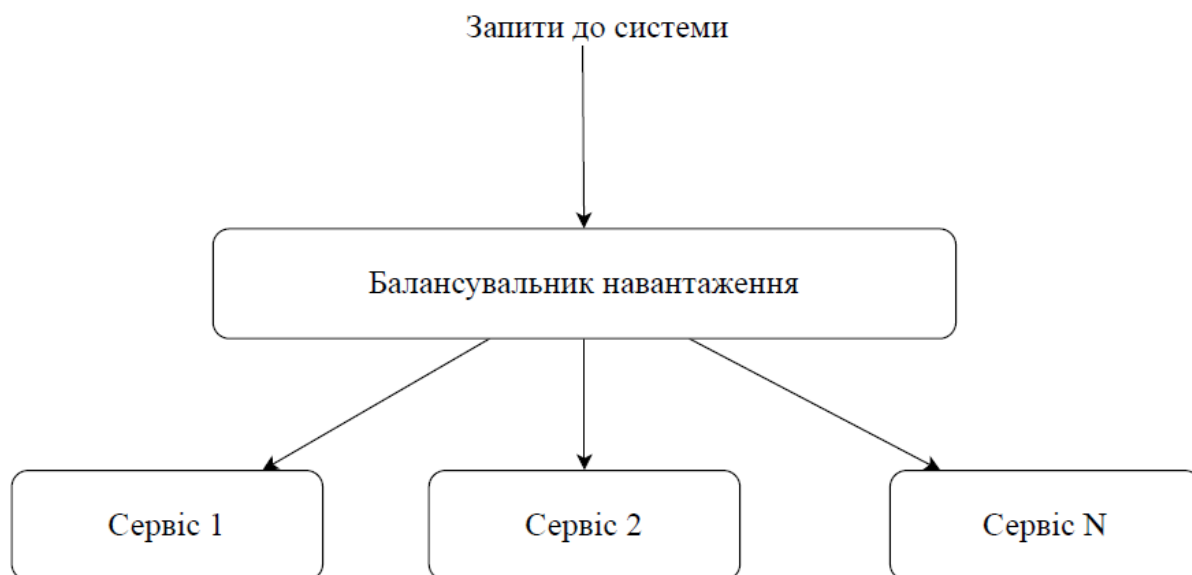 Запити до системи
Балансувальник навантаження
Сервіс 1
Сервіс 2
Сервіс N